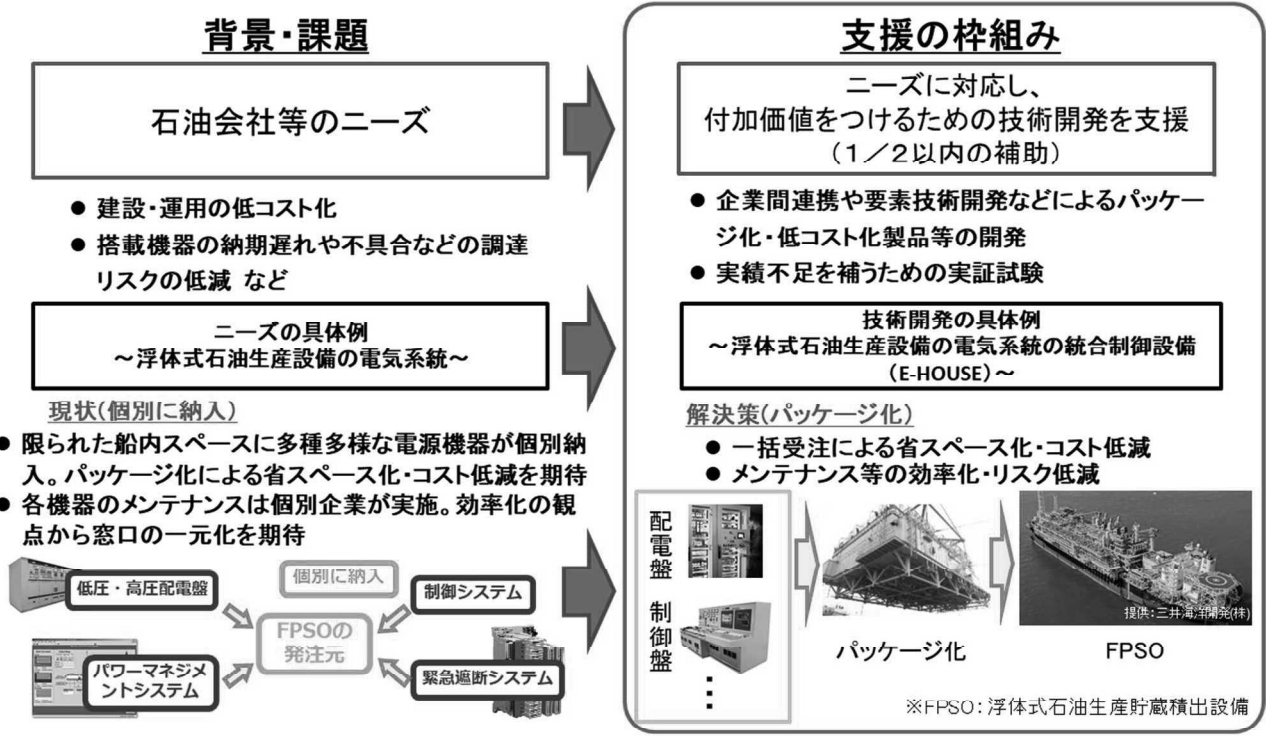 背景・課題
石油会社等のニーズ
● 建設・運用の低コスト化
● 搭載機器の納期遅れや不具合などの調達
リスクの低減 など
ニーズの具体例
～浮体式石油生産設備の電気系統～
現状(個別に納入)
● 限られた船内スペースに多種多様な電源機器が個別納
入。パッケージ化による省スペース化・コスト低減を期待
● 各機器のメンテナンスは個別企業が実施。効率化の観
点から窓口の一元化を期待
低圧・高圧配電盤
個別に納入
制御システム
FPSOの
発注元
パワーマネジメ
ントシステム
緊急遮断システム
支援の枠組み
ニーズに対応し、
付加価値をつけるための技術開発を支援
（１／２以内の補助）
● 企業間連携や要素技術開発などによるパッケー
ジ化・低コスト化製品等の開発
● 実績不足を補うための実証試験
技術開発の具体例
～浮体式石油生産設備の電気系統の統合制御設備
（E-HOUSE）～
解決策(パッケージ化)
● 一括受注による省スペース化・コスト低減
● メンテナンス等の効率化・リスク低減
配電盤
制御盤
⋮
パッケージ化
提供：三井海洋開発(株)
FPSO
※FPSO：浮体式石油生産貯蔵積出設備